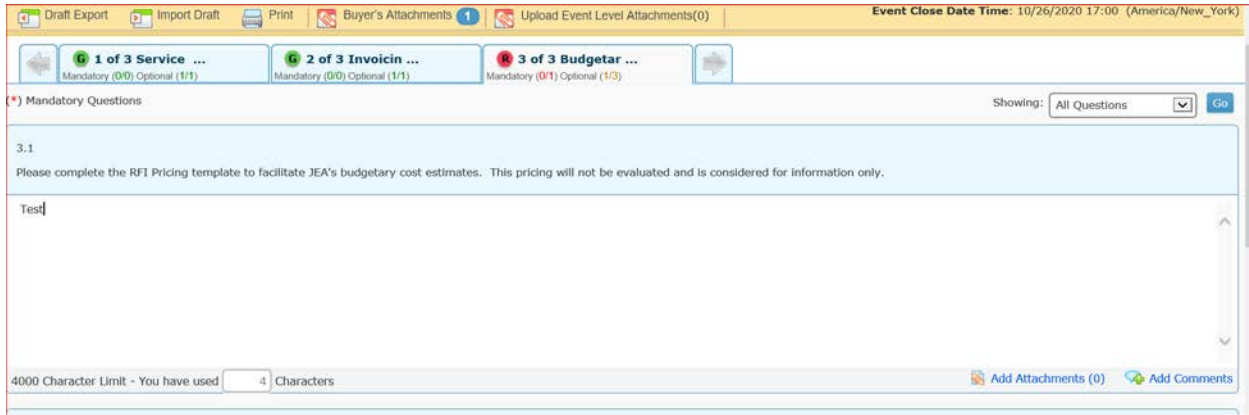 Draft Export Import Draft Print Buyer's Attachments 1 Upload Event Level Attachments(0) Event Close Date Time: 10/26/2020 17:00 (America/New_York)
G 1 of 3 Service ... G 2 of 3 Invoicin ... R 3 of 3 Budgetar ...
Mandatory (0/0) Optional (1/1) Mandatory (0/0) Optional (1/1) Mandatory (0/1) Optional (1/3)
(*) Mandatory Questions Showing: All Questions Go
3.1
Please complete the RFI Pricing template to facilitate JEA's budgetary cost estimates. This pricing will not be evaluated and is considered for information only.
Test
4000 Character Limit - You have used 4 Characters Add Attachments (0) Add Comments